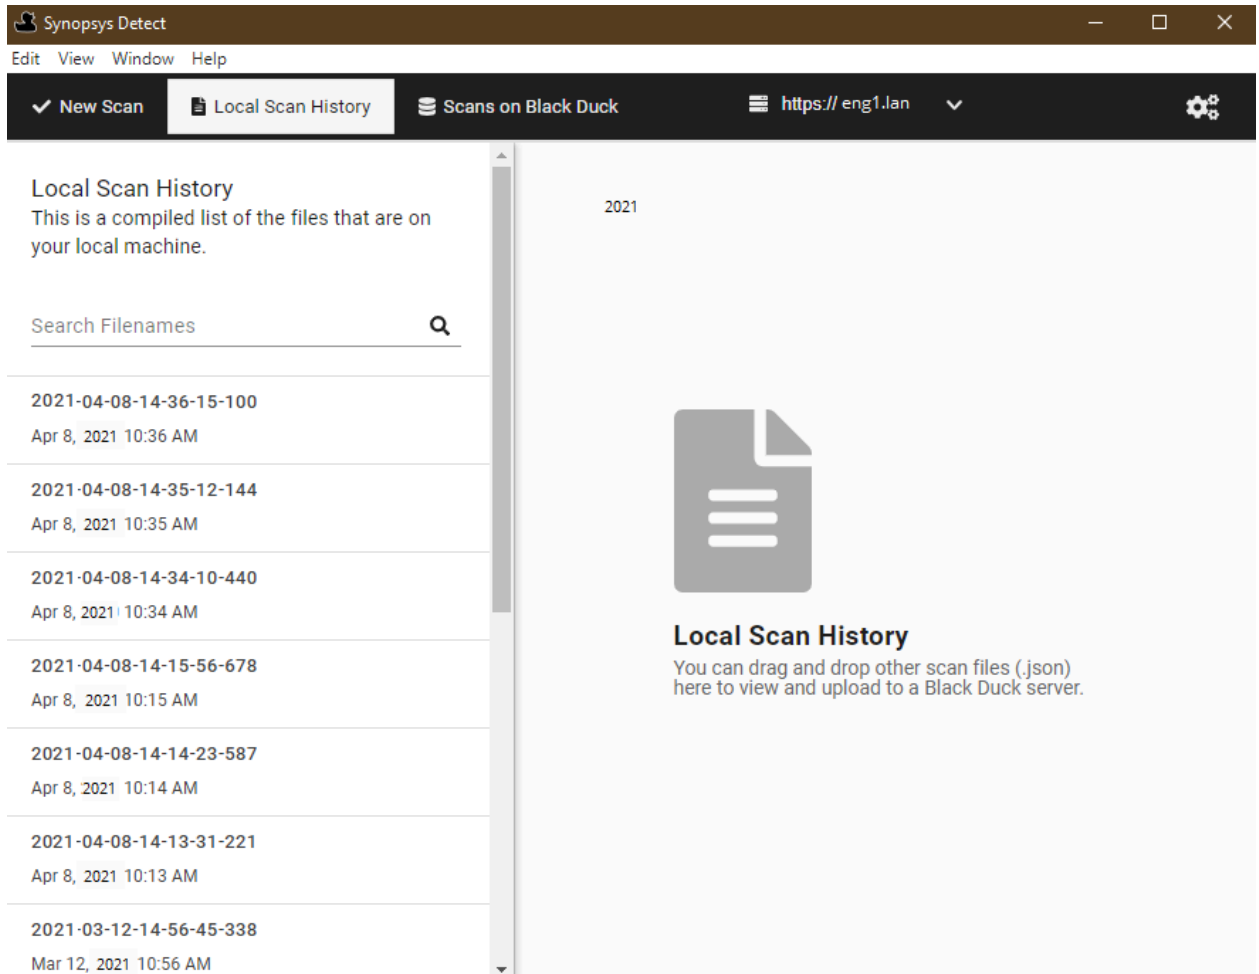 Synopsys Detect
Edit View Window Help
New Scan Local Scan History Scans on Black Duck https:// eng1.lan
Local Scan History
This is a compiled list of the files that are on
your local machine.
Search Filenames
2021-04-08-14-36-15-100
Apr 8, 2021 10:36 AM
2021-04-08-14-35-12-144
Apr 8, 2021 10:35 AM
2021-04-08-14-34-10-440
Apr 8, 2021 10:34 AM
2021-04-08-14-15-56-678
Apr 8, 2021 10:15 AM
2021-04-08-14-14-23-587
Apr 8, 2021 10:14 AM
2021-04-08-14-13-31-221
Apr 8, 2021 10:13 AM
2021-03-12-14-56-45-338
Mar 12, 2021 10:56 AM
2021
Local Scan History
You can drag and drop other scan files (.json)
here to view and upload to a Black Duck server.